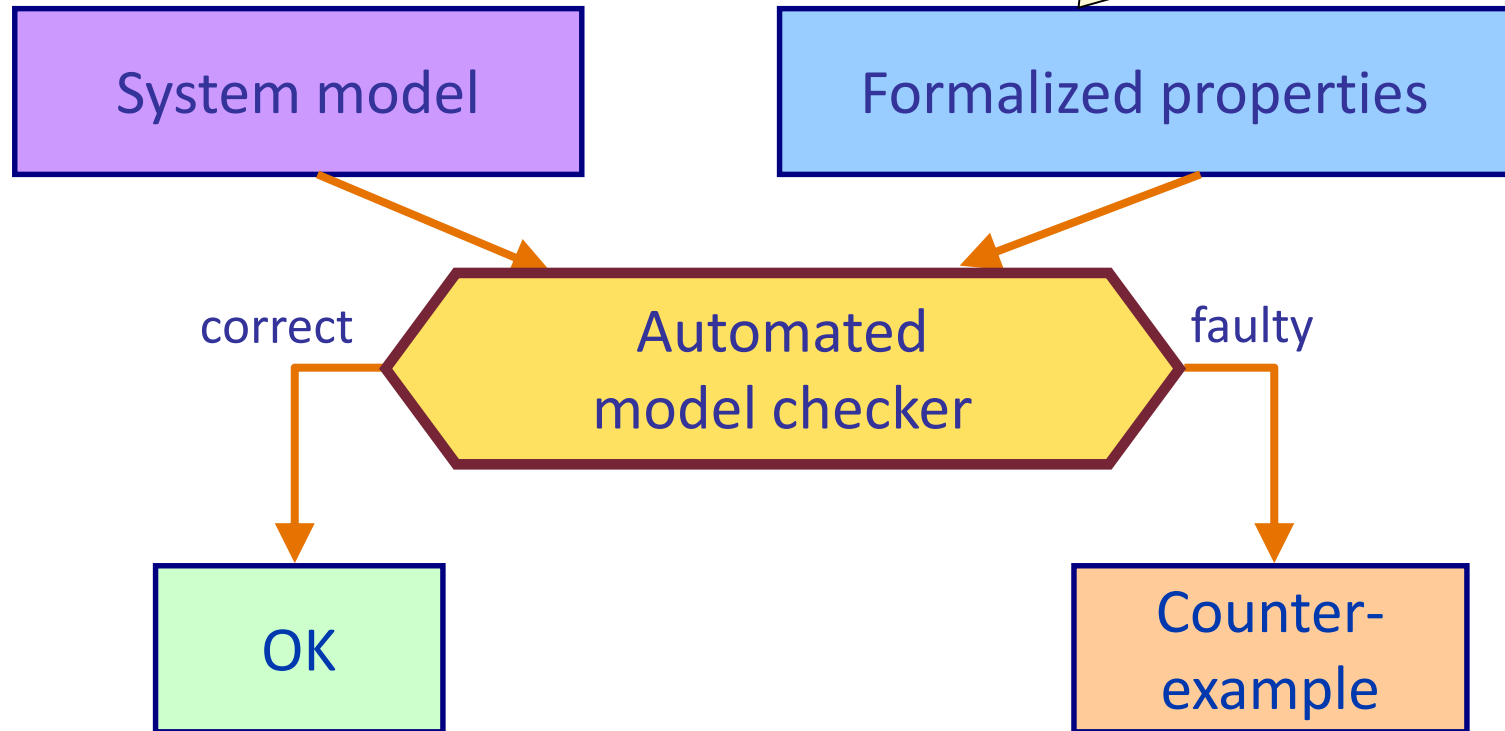 System model
Formalized properties
correct
Automated
model checker
faulty
OK
Counter-
example